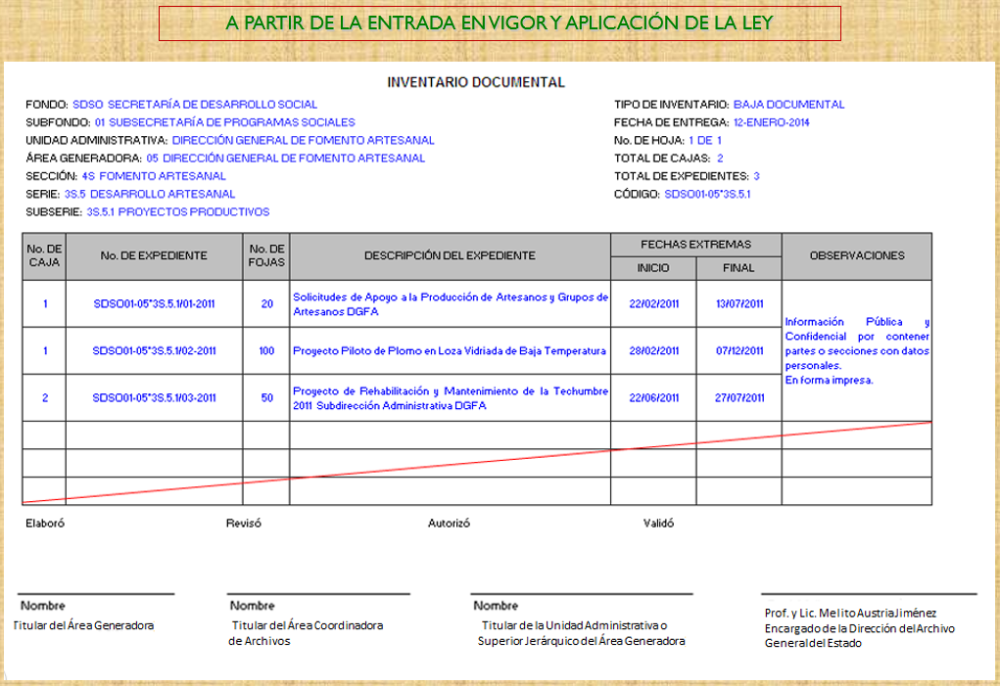 A PARTIR DE LA ENTRADA EN VIGOR Y APLICACIÓN DE LA LEY
INVENTARIO DOCUMENTAL
FONDO: SDSO SECRETARÍA DE DESARROLLO SOCIAL
SUBFONDO: 01 SUBSECRETARÍA DE PROGRAMAS SOCIALES
UNIDAD ADMINISTRATIVA: DIRECCIÓN GENERAL DE FOMENTO ARTESANAL
ÁREA GENERADORA: 05 DIRECCIÓN GENERAL DE FOMENTO ARTESANAL
SECCIÓN: 4S FOMENTO ARTESANAL
SERIE: 3S.5 DESARROLLO ARTESANAL
SUBSERIE: 3S.5.1 PROYECTOS PRODUCTIVOS
TIPO DE INVENTARIO: BAJA DOCUMENTAL
FECHA DE ENTREGA: 12-ENERO-2014
No. DE HOJA: 1 DE 1
TOTAL DE CAJAS: 2
TOTAL DE EXPEDIENTES: 3
CÓDIGO: SDSO01-05"3S.5.1
No. DE CAJA
No. DE EXPEDIENTE
No. DE FOJAS
DESCRIPCIÓN DEL EXPEDIENTE
FECHAS EXTREMAS
INICIO
FINAL
OBSERVACIONES
1
SDSO01-05"3S.5.1/01-2011
20
Solicitudes de Apoyo a la Producción de Artesanos y Grupos de
Artesanos DGFA
22/02/2011
13/07/2011
1
SDSO01-05"3S.5.1/02-2011
100
Proyecto Piloto de Plomo en Loza Vidriada de Baja Temperatura
28/02/2011
07/12/2011
2
SDSO01-05"3S.5.1/03-2011
50
Proyecto de Rehabilitación y Mantenimiento de la Techumbre
2011 Subdirección Administrativa DGFA
22/06/2011
27/07/2011
Información Pública y
Confidencial por contener
partes o secciones con datos
personales.
En forma impresa.
Elaboró
Revisó
Autorizó
Validó
Nombre
Titular del Área Generadora
Nombre
Titular del Área Coordinadora
de Archivos
Nombre
Titular de la Unidad Administrativa o
Superior Jerárquico del Área Generadora
Prof. y Lic. Melito Austria Jiménez
Encargado de la Dirección del Archivo
General del Estado